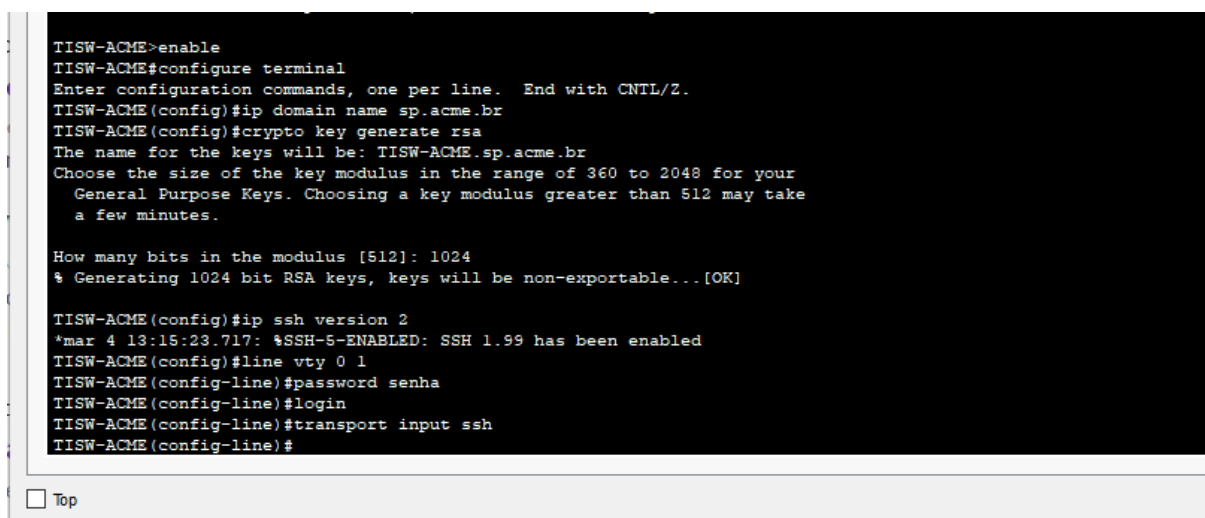 TISW-ACME>enable
TISW-ACME#configure terminal
Enter configuration commands, one per line.  End with CNTL/Z.
TISW-ACME(config)#ip domain name sp.acme.br
TISW-ACME(config)#crypto key generate rsa
The name for the keys will be: TISW-ACME.sp.acme.br
Choose the size of the key modulus in the range of 360 to 2048 for your
  General Purpose Keys. Choosing a key modulus greater than 512 may take
  a few minutes.
How many bits in the modulus [512]: 1024
% Generating 1024 bit RSA keys, keys will be non-exportable...[OK]
TISW-ACME(config)#ip ssh version 2
*mar 4 13:15:23.717: %SSH-5-ENABLED: SSH 1.99 has been enabled
TISW-ACME(config)#line vty 0 1
TISW-ACME(config-line)#password senha
TISW-ACME(config-line)#login
TISW-ACME(config-line)#transport input ssh
TISW-ACME(config-line)#
Top